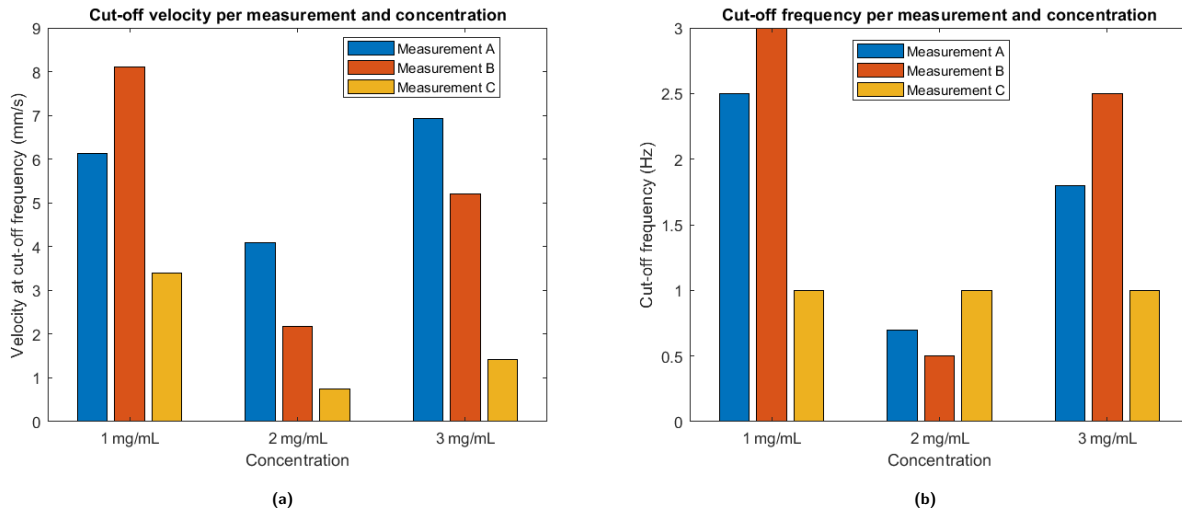 Cut-off velocity per measurement and concentration
9
8
7
6
5
4
3
2
1
0
Velocity at cut-off frequency (mm/s)
Measurement A
Measurement B
Measurement C
1 mg/mL
2 mg/mL
3 mg/mL
Concentration
(a)
Cut-off frequency per measurement and concentration
3
2.5
2
1.5
1
0.5
0
Cut-off frequency (Hz)
Measurement A
Measurement B
Measurement C
1 mg/mL
2 mg/mL
3 mg/mL
Concentration
(b)